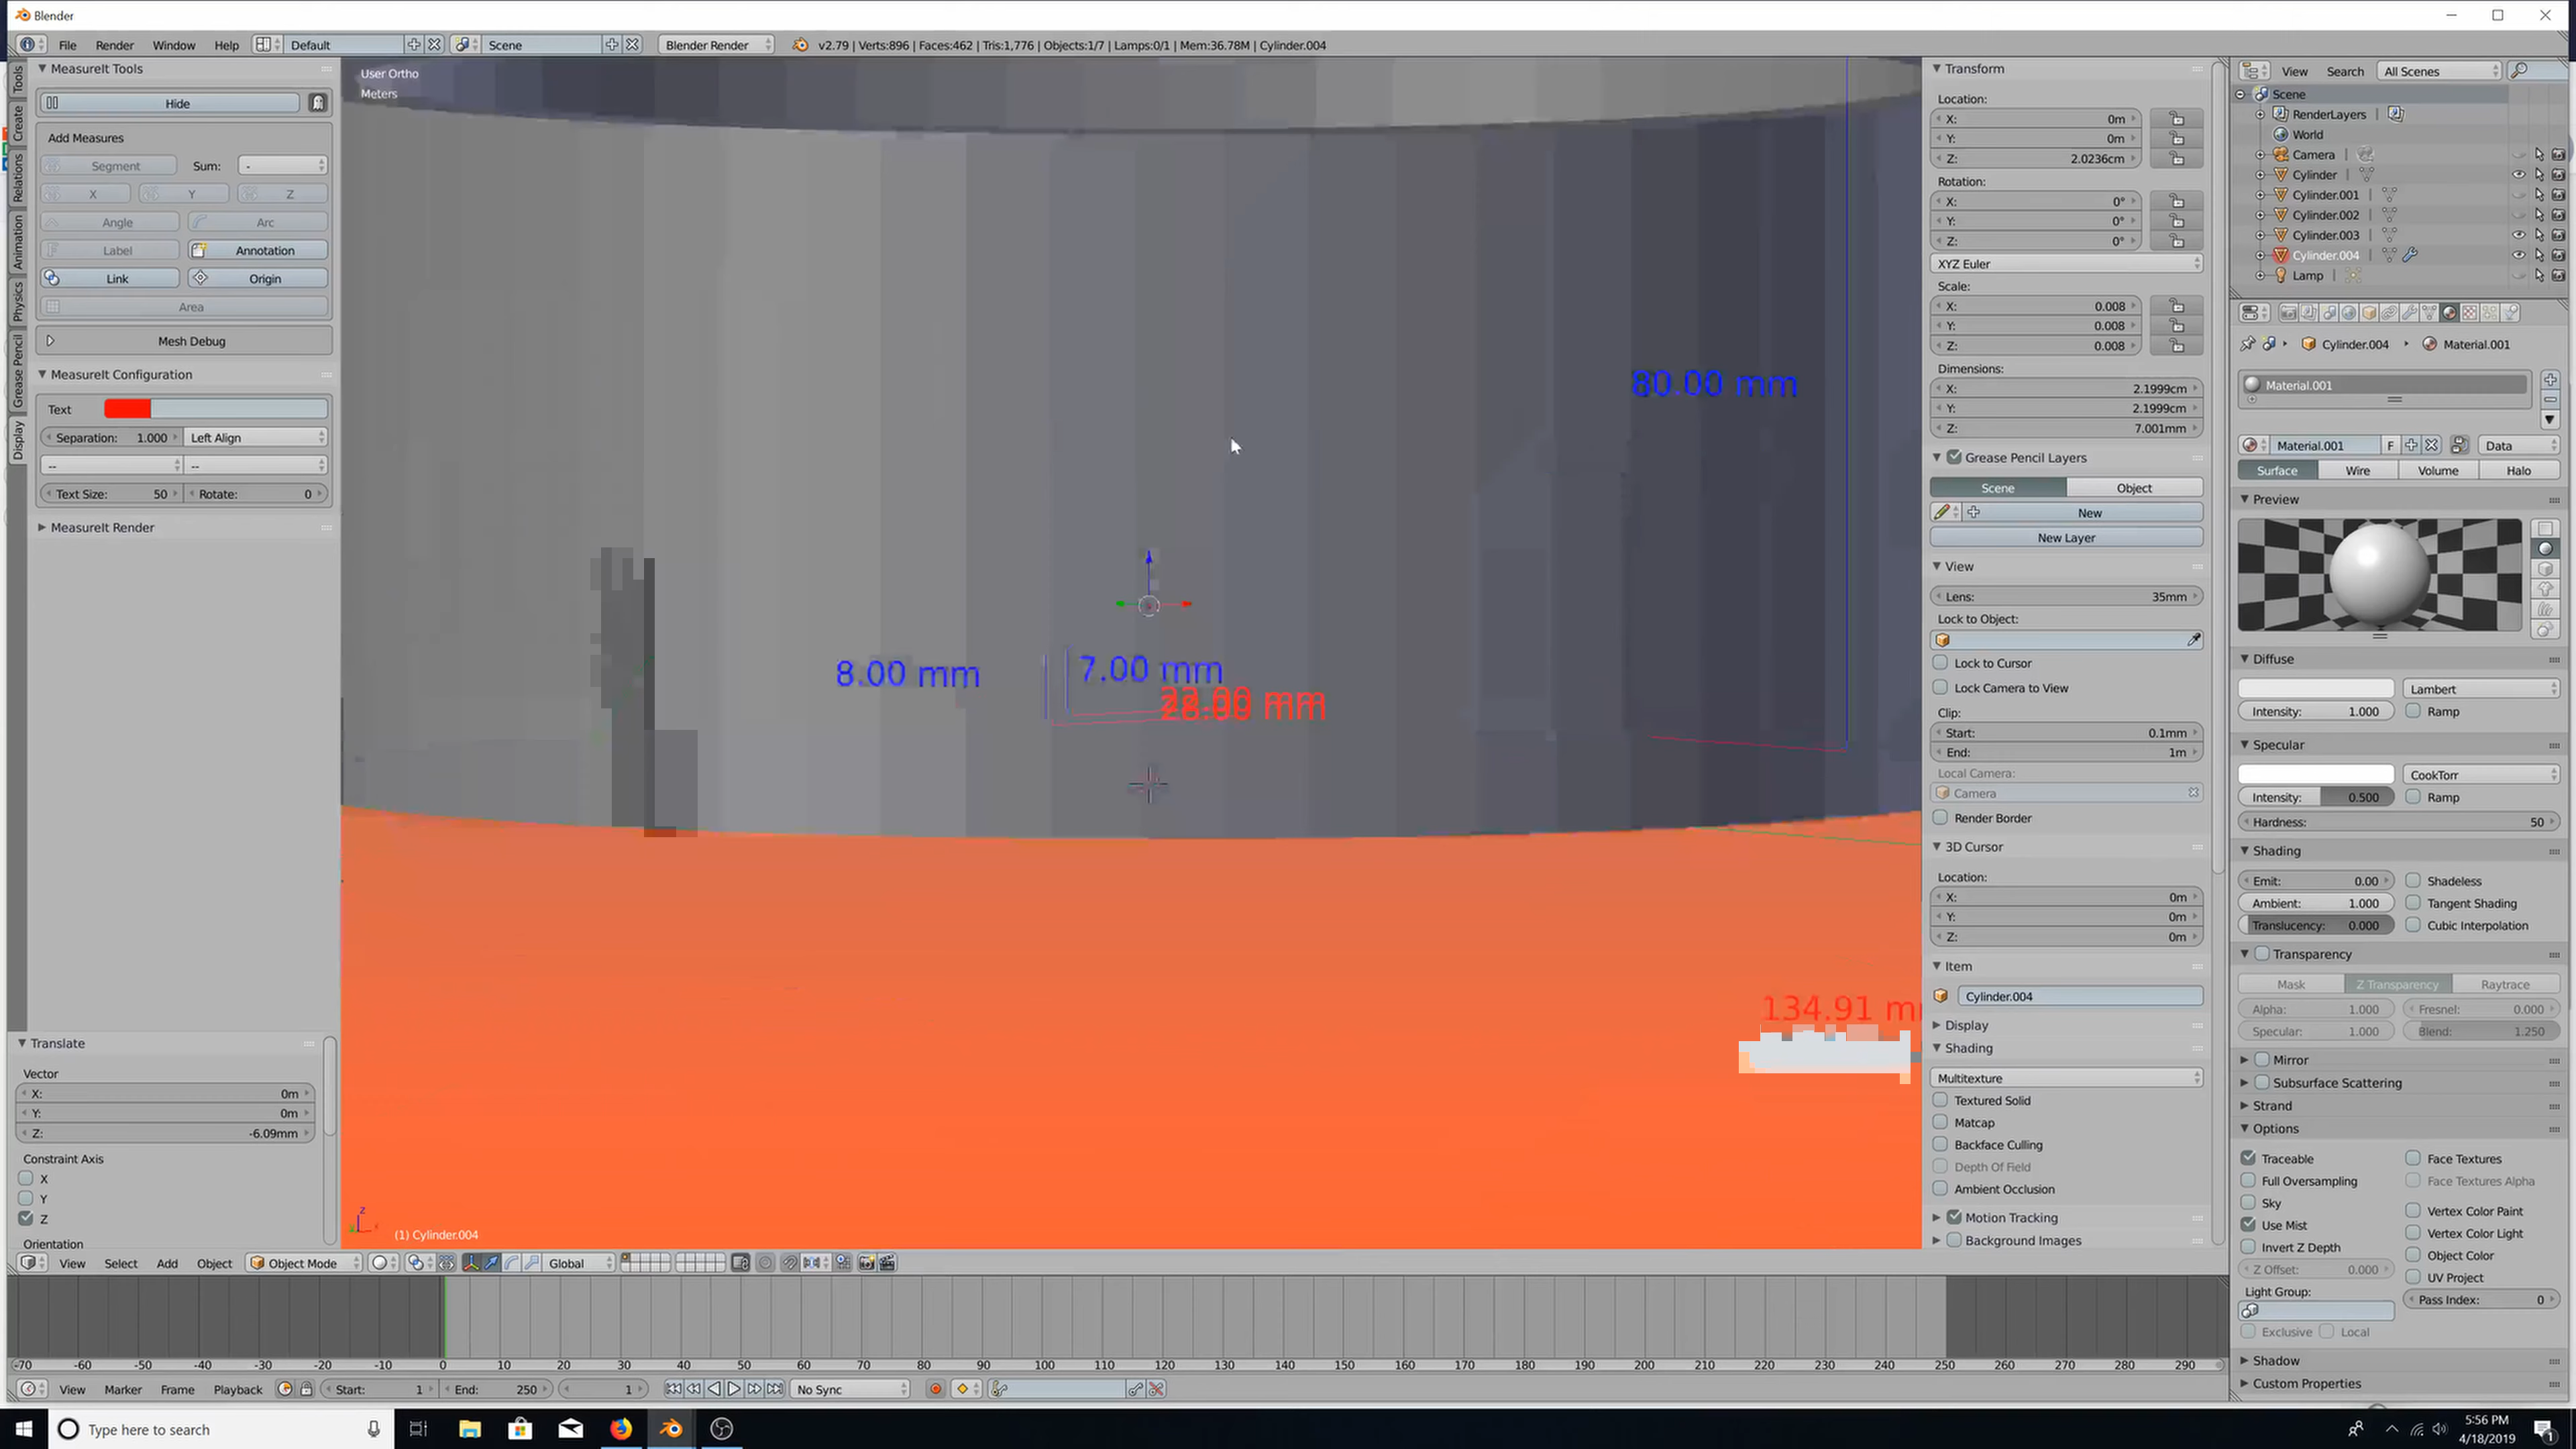 Blender
File Render Window Help Default Scene Blender Render v2.79 | Verts:896 | Faces:462 | Tris:1,776 | Objects:1/7 | Lamps:0/1 | Mem:36.78M | Cylinder.004
Tools
Create
Relations
Animation
Physics
Grease Pencil
Display
MeasureIt Tools
Hide
Add Measures
Segment Sum: -
X Y Z
Angle Arc
Label Annotation
Link Origin
Area
Mesh Debug
MeasureIt Configuration
Text
Separation: 1.000 Left Align
-- --
Text Size: 50 Rotate: 0
MeasureIt Render
Translate
Vector
X: 0m
Y: 0m
Z: -6.09mm
Constraint Axis
X
Y
Z
Orientation
User Ortho
Meters
80.00 mm
8.00 mm
7.00 mm
134.91 m
z
(1) Cylinder.004
Transform
Location:
X: 0m
Y: 0m
Z: 2.0236cm
Rotation:
X: 0°
Y: 0°
Z: 0°
XYZ Euler
Scale:
X: 0.008
Y: 0.008
Z: 0.008
Dimensions:
X: 2.1999cm
Y: 2.1999cm
Z: 7.001mm
Grease Pencil Layers
Scene Object
New
New Layer
View
Lens: 35mm
Lock to Object:
Lock to Cursor
Lock Camera to View
Clip:
Start: 0.1mm
End: 1m
Local Camera:
Camera
Render Border
3D Cursor
Location:
X: 0m
Y: 0m
Z: 0m
Item
Cylinder.004
Display
Shading
Multitexture
Textured Solid
Matcap
Backface Culling
Depth Of Field
Ambient Occlusion
Motion Tracking
Background Images
View Search All Scenes
Scene
RenderLayers
World
Camera
Cylinder
Cylinder.001
Cylinder.002
Cylinder.003
Cylinder.004
Lamp
Cylinder.004 Material.001
Material.001
Material.001 F Data
Surface Wire Volume Halo
Preview
Diffuse
Lambert
Intensity: 1.000 Ramp
Specular
CookTorr
Intensity: 0.500 Ramp
Hardness: 50
Shading
Emit: 0.00 Shadeless
Ambient: 1.000 Tangent Shading
Translucency: 0.000 Cubic Interpolation
Transparency
Mask Z Transparency Raytrace
Alpha: 1.000 Fresnel: 0.000
Specular: 1.000 Blend: 1.250
Mirror
Subsurface Scattering
Strand
Options
Traceable Face Textures
Full Oversampling Face Textures Alpha
Sky Vertex Color Paint
Use Mist Vertex Color Light
Invert Z Depth Object Color
Z Offset: 0.000 UV Project
Light Group: Pass Index: 0
Exclusive Local
Shadow
Custom Properties
View Select Add Object Object Mode Global
-70 -60 -50 -40 -30 -20 -10 0 10 20 30 40 50 60 70 80 90 100 110 120 130 140 150 160 170 180 190 200 210 220 230 240 250 260 270 280 290
View Marker Frame Playback Start: 1 End: 250 1 No Sync
Type here to search
5:56 PM
4/18/2019
1